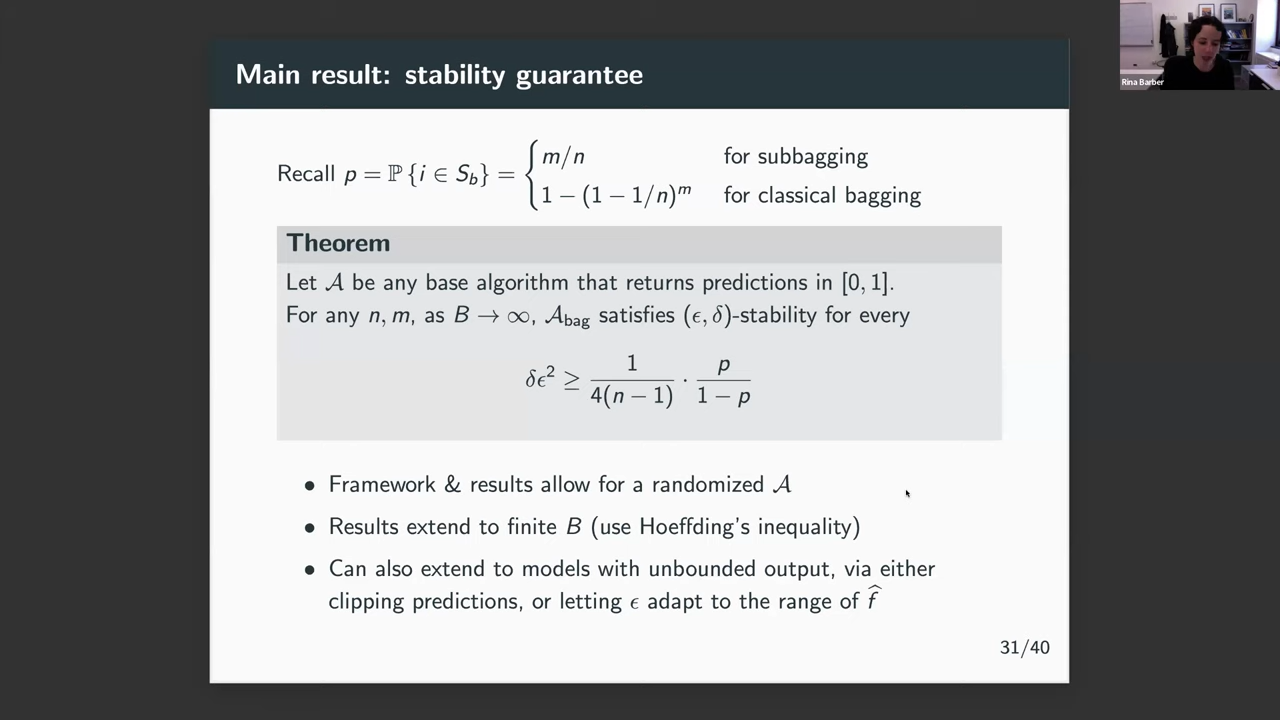 Main result: stability guarantee
Rina Barber
Recall p = ℙ {i ∈ S_b} = { m/n for subbagging
1 − (1 − 1/n)^m for classical bagging
Theorem
Let 𝒜 be any base algorithm that returns predictions in [0, 1].
For any n, m, as B → ∞, 𝒜_bag satisfies (ϵ, δ)-stability for every
δϵ² ≥ 1/(4(n − 1)) · p/(1 − p)
• Framework & results allow for a randomized 𝒜
• Results extend to finite B (use Hoeffding's inequality)
• Can also extend to models with unbounded output, via either
clipping predictions, or letting ϵ adapt to the range of f̂
31/40